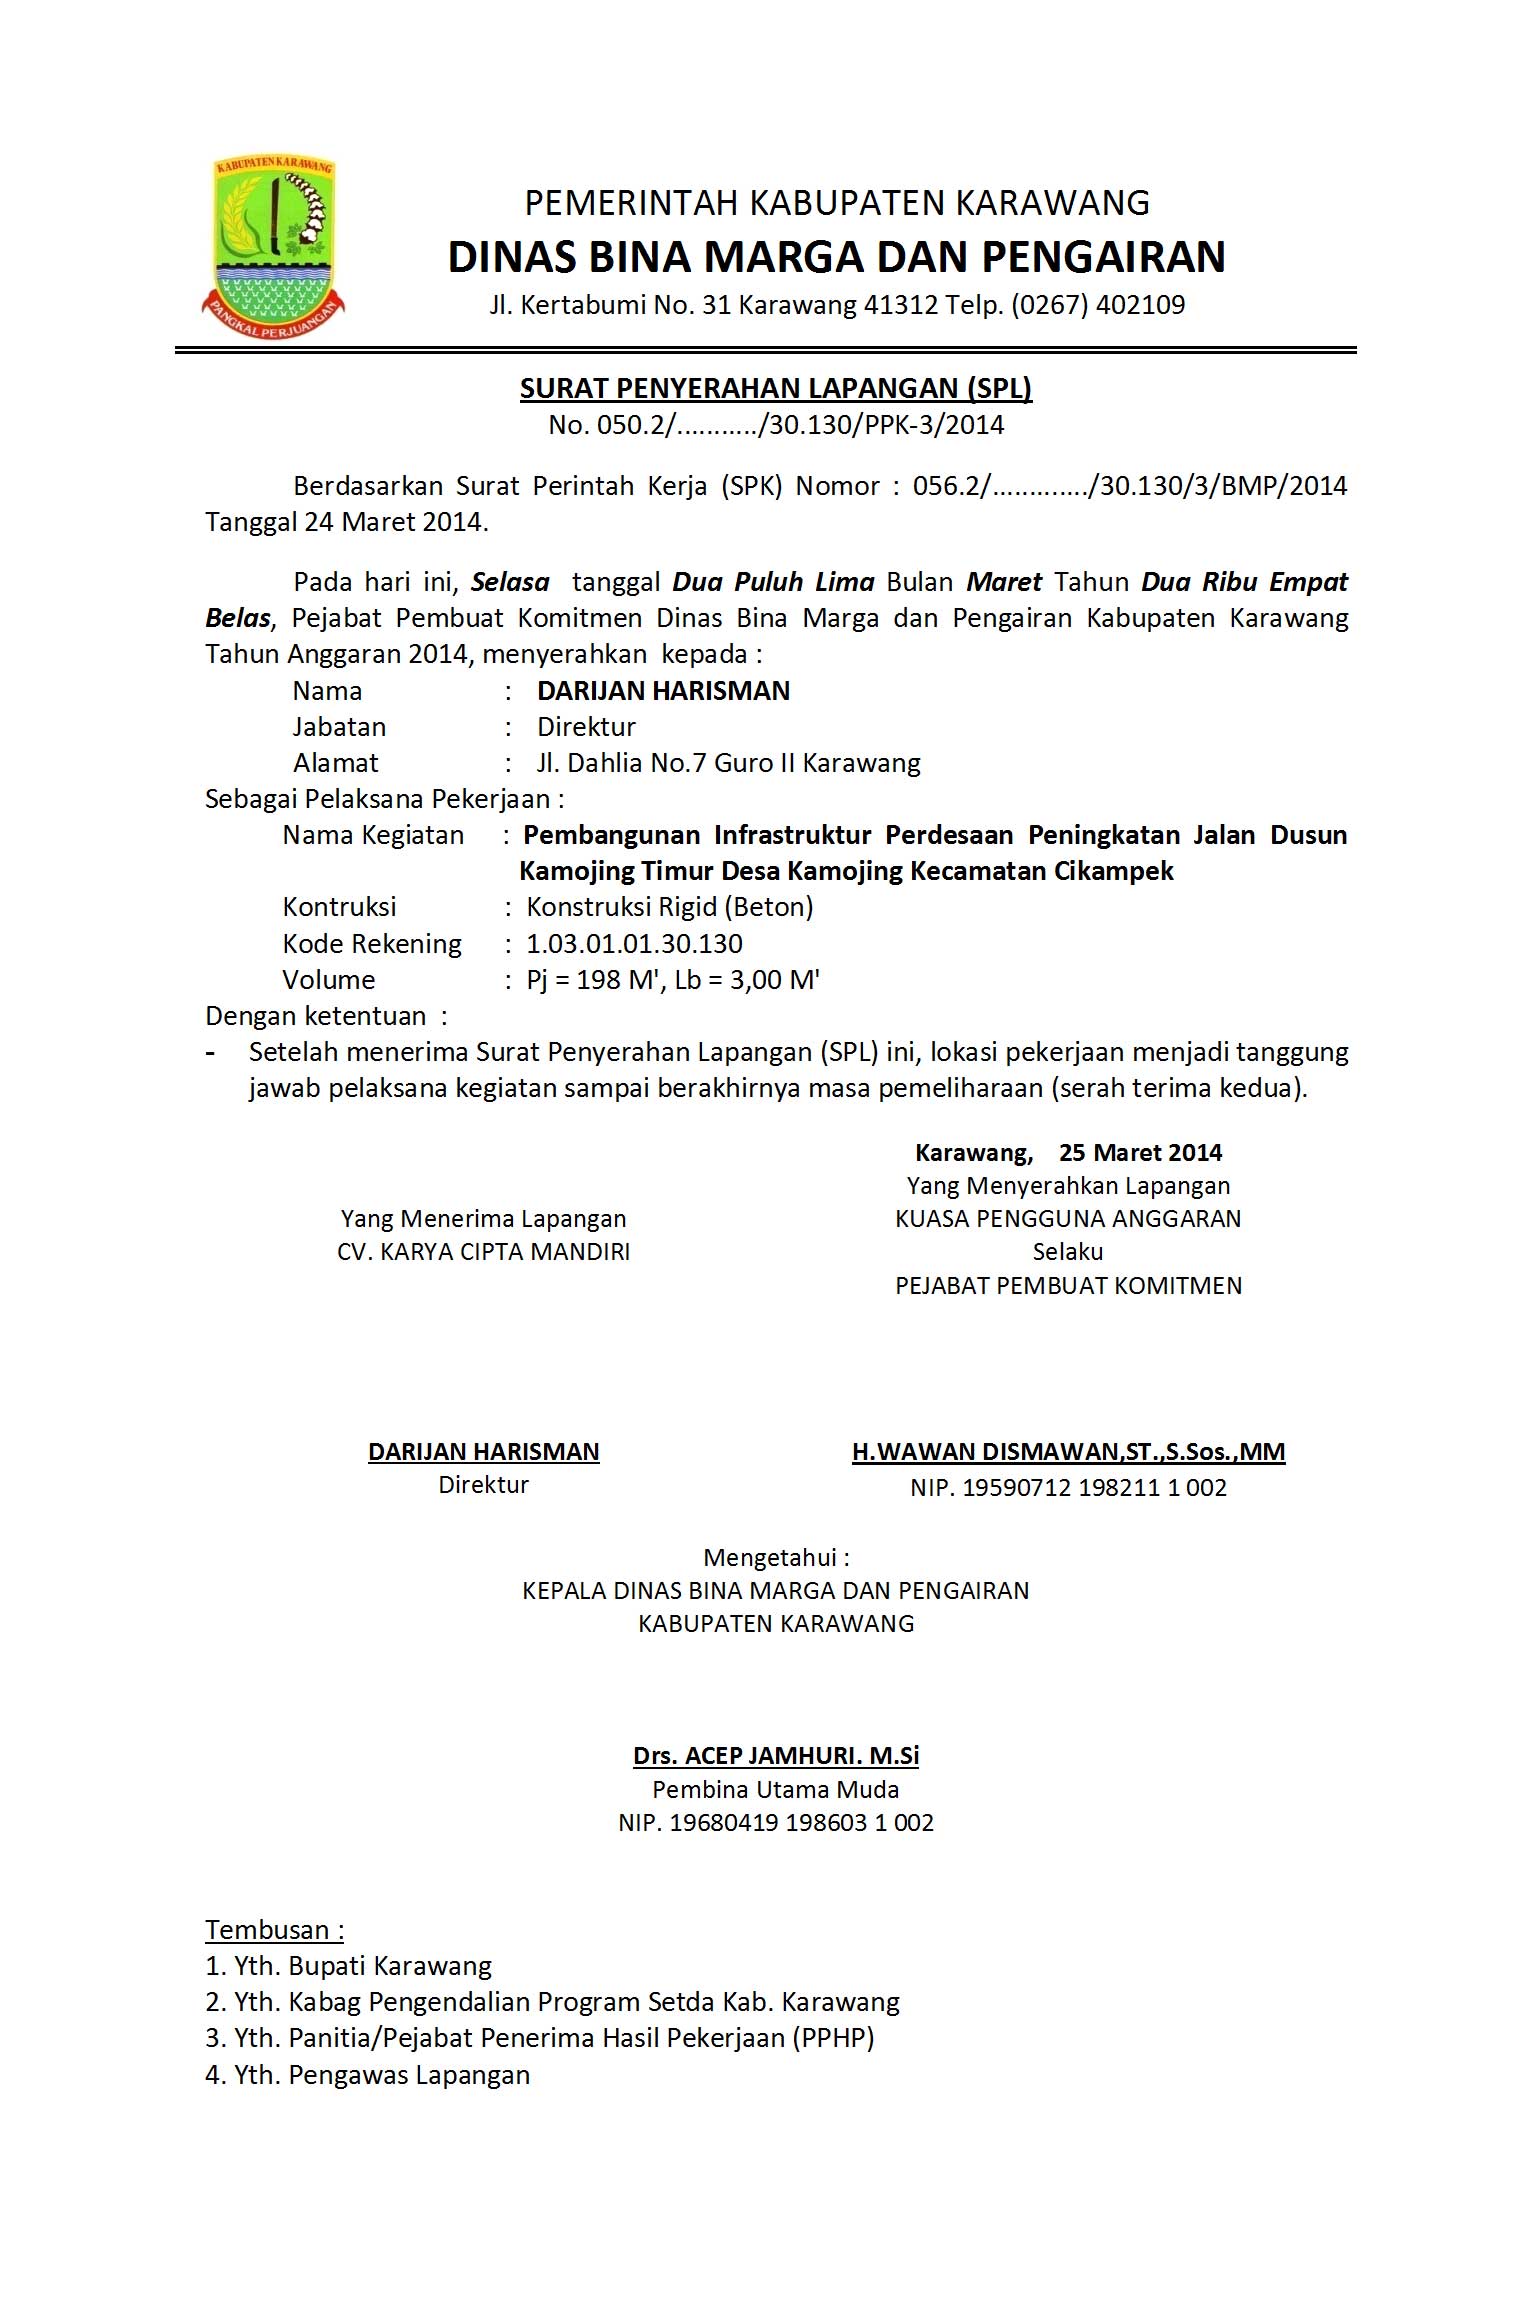 KABUPATEN KARAWANG
PANGKAL PERJUANGAN
PEMERINTAH KABUPATEN KARAWANG
DINAS BINA MARGA DAN PENGAIRAN
Jl. Kertabumi No. 31 Karawang 41312 Telp. (0267) 402109
SURAT PENYERAHAN LAPANGAN (SPL)
No. 050.2/.........../30.130/PPK-3/2014
Berdasarkan Surat Perintah Kerja (SPK) Nomor : 056.2/............./30.130/3/BMP/2014
Tanggal 24 Maret 2014.
Pada hari ini, Selasa tanggal Dua Puluh Lima Bulan Maret Tahun Dua Ribu Empat
Belas, Pejabat Pembuat Komitmen Dinas Bina Marga dan Pengairan Kabupaten Karawang
Tahun Anggaran 2014, menyerahkan kepada :
Nama : DARIJAN HARISMAN
Jabatan : Direktur
Alamat : Jl. Dahlia No.7 Guro II Karawang
Sebagai Pelaksana Pekerjaan :
Nama Kegiatan : Pembangunan Infrastruktur Perdesaan Peningkatan Jalan Dusun
Kamojing Timur Desa Kamojing Kecamatan Cikampek
Kontruksi : Konstruksi Rigid (Beton)
Kode Rekening : 1.03.01.01.30.130
Volume : Pj = 198 M', Lb = 3,00 M'
Dengan ketentuan :
- Setelah menerima Surat Penyerahan Lapangan (SPL) ini, lokasi pekerjaan menjadi tanggung
jawab pelaksana kegiatan sampai berakhirnya masa pemeliharaan (serah terima kedua).
Karawang, 25 Maret 2014
Yang Menyerahkan Lapangan
Yang Menerima Lapangan KUASA PENGGUNA ANGGARAN
CV. KARYA CIPTA MANDIRI Selaku
PEJABAT PEMBUAT KOMITMEN
DARIJAN HARISMAN H.WAWAN DISMAWAN,ST.,S.Sos.,MM
Direktur NIP. 19590712 198211 1 002
Mengetahui :
KEPALA DINAS BINA MARGA DAN PENGAIRAN
KABUPATEN KARAWANG
Drs. ACEP JAMHURI. M.Si
Pembina Utama Muda
NIP. 19680419 198603 1 002
Tembusan :
1. Yth. Bupati Karawang
2. Yth. Kabag Pengendalian Program Setda Kab. Karawang
3. Yth. Panitia/Pejabat Penerima Hasil Pekerjaan (PPHP)
4. Yth. Pengawas Lapangan